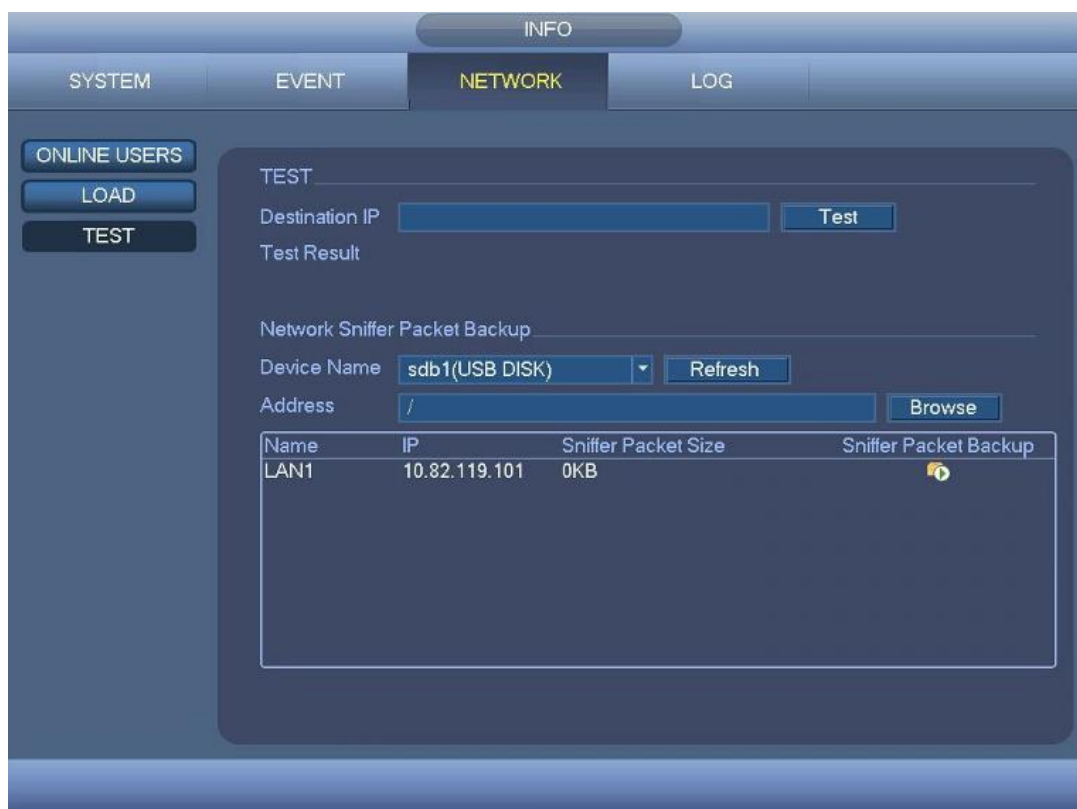 INFO
SYSTEM EVENT NETWORK LOG
ONLINE USERS
LOAD
TEST
TEST
Destination IP Test
Test Result
Network Sniffer Packet Backup
Device Name sdb1(USB DISK) Refresh
Address / Browse
Name IP Sniffer Packet Size Sniffer Packet Backup
LAN1 10.82.119.101 0KB